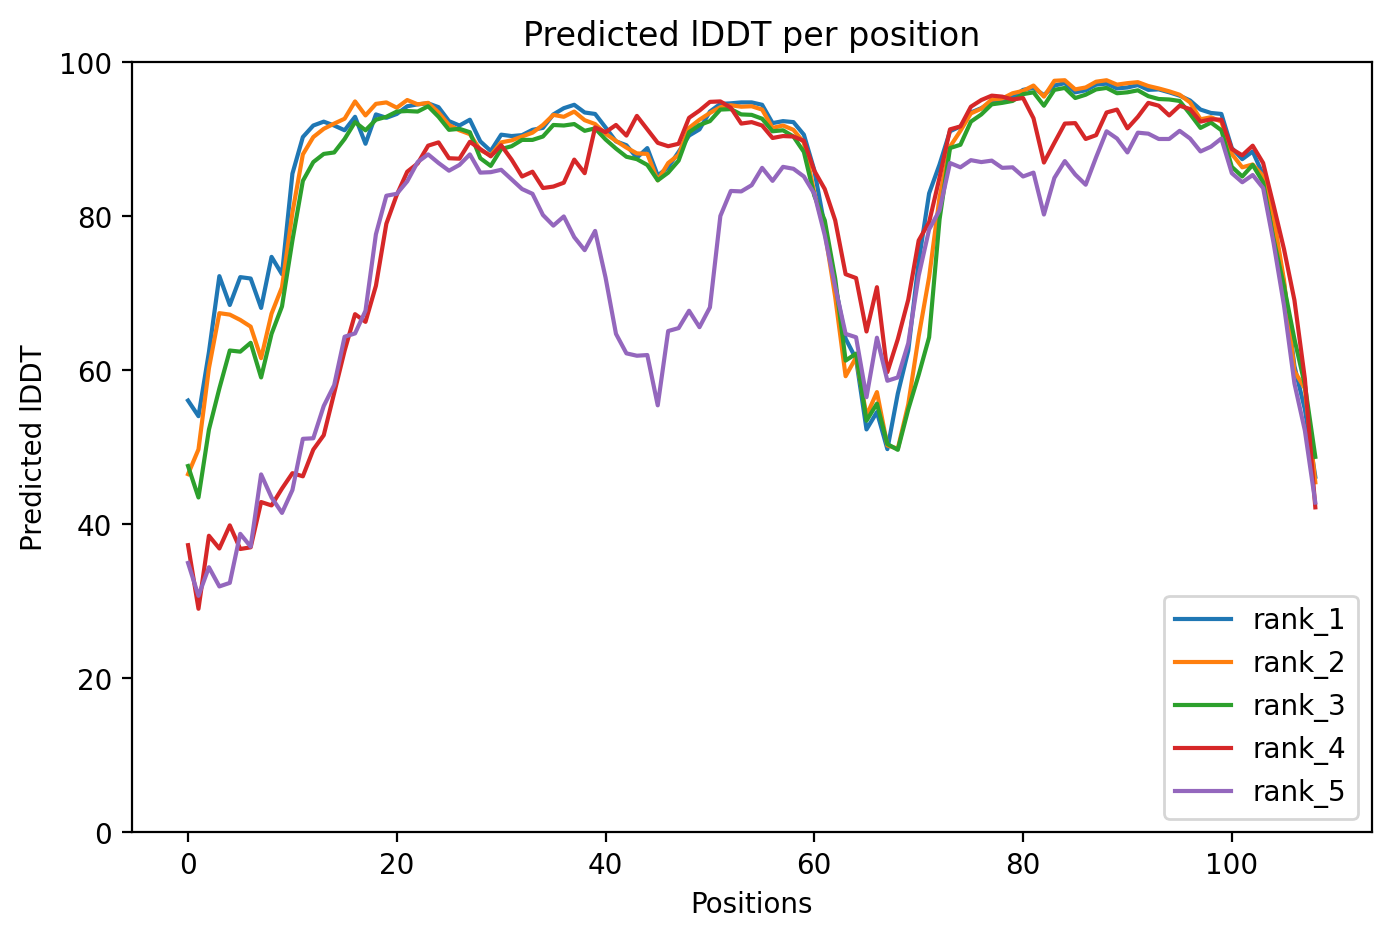 Predicted lDDT per position
100
80
60
40
20
0
Predicted lDDT
0 20 40 60 80 100
Positions
rank_1
rank_2
rank_3
rank_4
rank_5